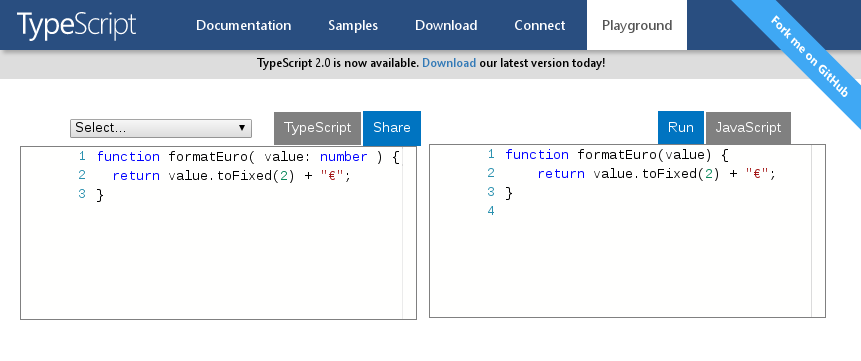 TypeScript Documentation Samples Download Connect Playground
Fork me on GitHub
TypeScript 2.0 is now available. Download our latest version today!
Select... TypeScript Share
1 function formatEuro( value: number ) {
2   return value.toFixed(2) + "€";
3 }
Run JavaScript
1 function formatEuro(value) {
2     return value.toFixed(2) + "€";
3 }
4